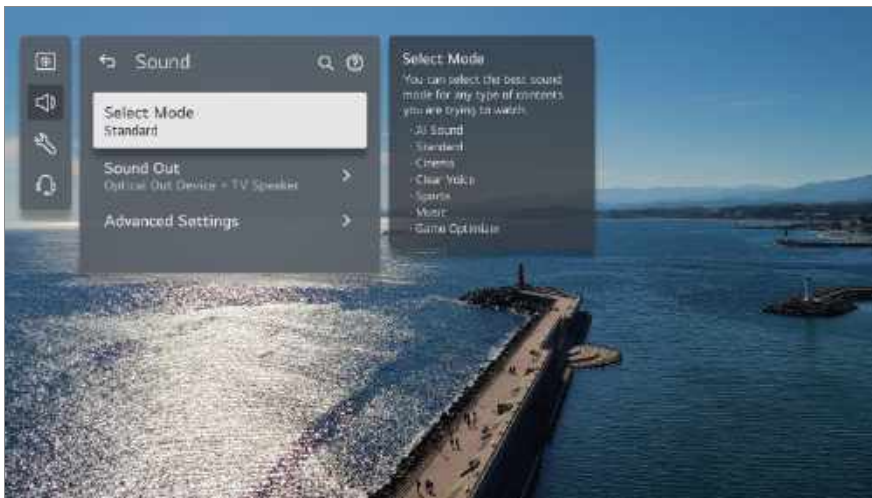 Sound
Select Mode
Standard
Sound Out
Optical Out Device + TV Speaker
Advanced Settings
Select Mode
You can select the best sound
mode for any type of contents
you are trying to watch.
- AI Sound
- Standard
- Cinema
- Clear Voice
- Sports
- Music
- Game Optimizer